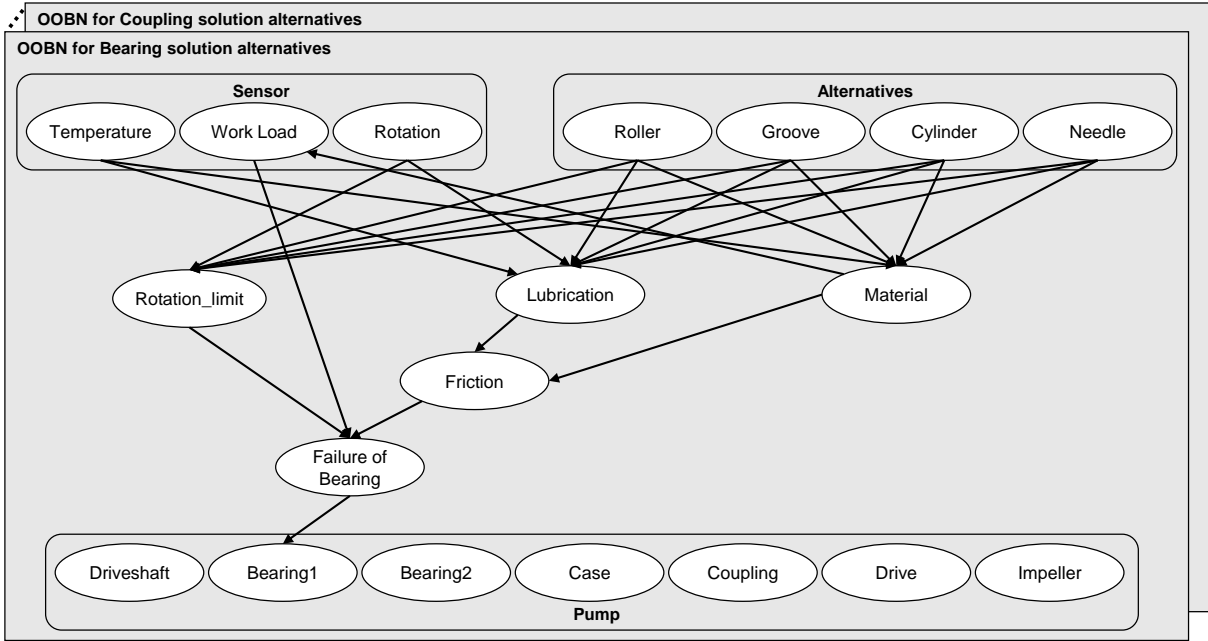 OOBN for Coupling solution alternatives
OOBN for Bearing solution alternatives
Sensor
Alternatives
Temperature
Work Load
Rotation
Roller
Groove
Cylinder
Needle
Rotation_limit
Lubrication
Material
Friction
Failure of
Bearing
Driveshaft
Bearing1
Bearing2
Case
Coupling
Drive
Impeller
Pump